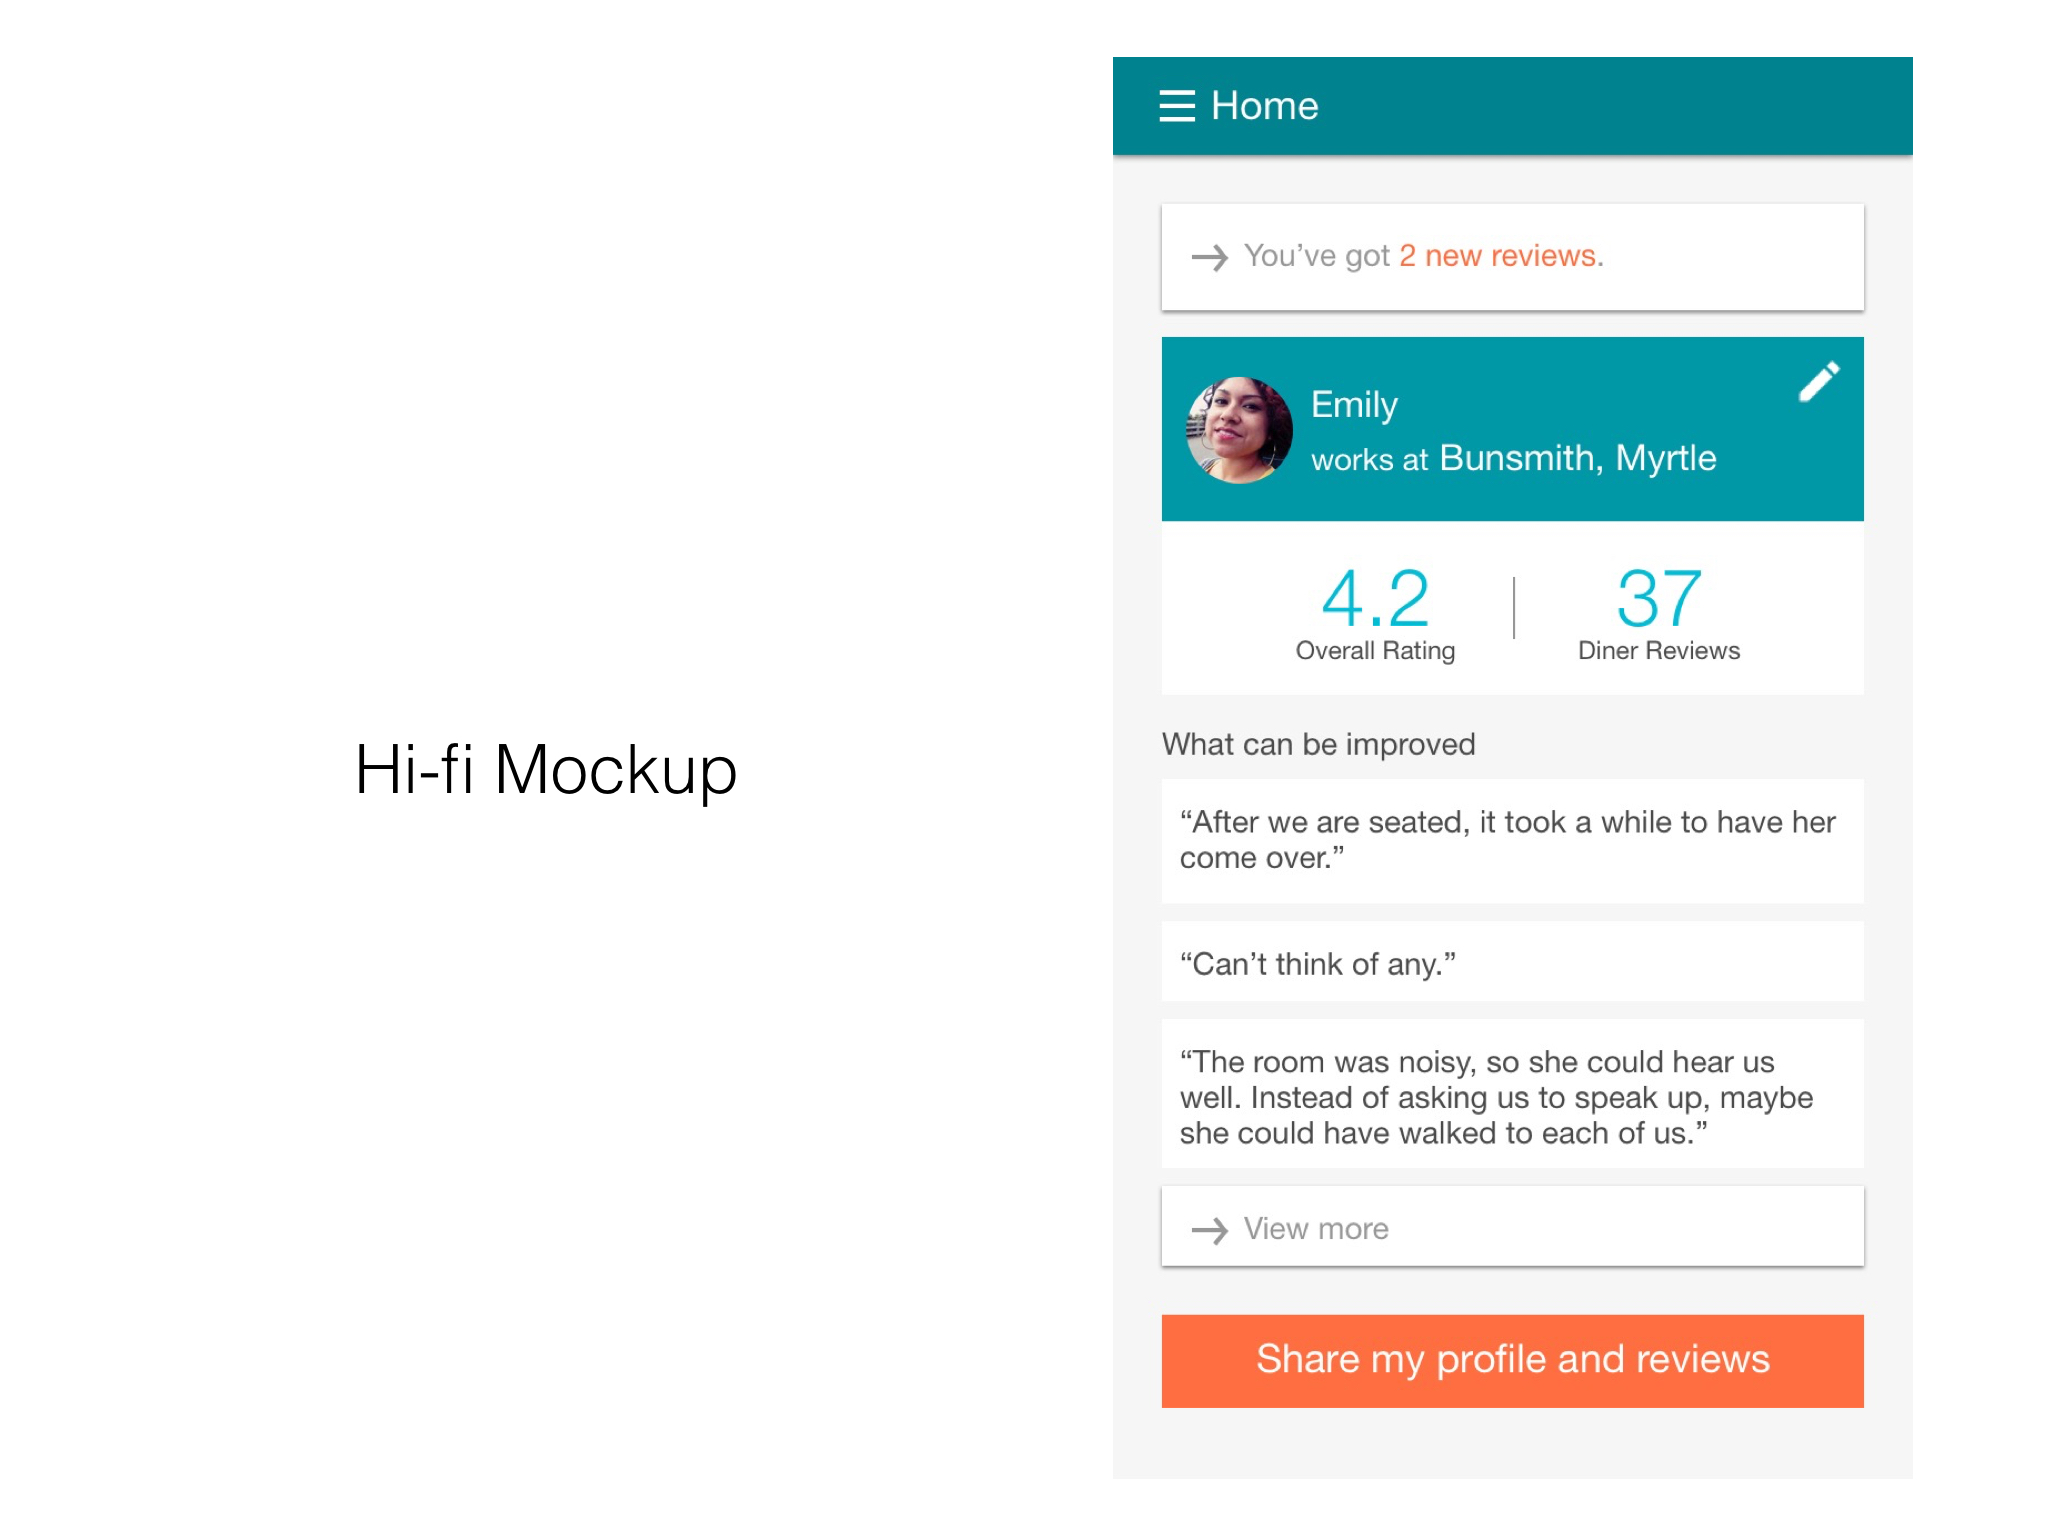 Hi-fi Mockup
Home
You’ve got 2 new reviews.
Emily
works at Bunsmith, Myrtle
4.2
Overall Rating
37
Diner Reviews
What can be improved
“After we are seated, it took a while to have her
come over.”
“Can’t think of any.”
“The room was noisy, so she could hear us
well. Instead of asking us to speak up, maybe
she could have walked to each of us.”
View more
Share my profile and reviews